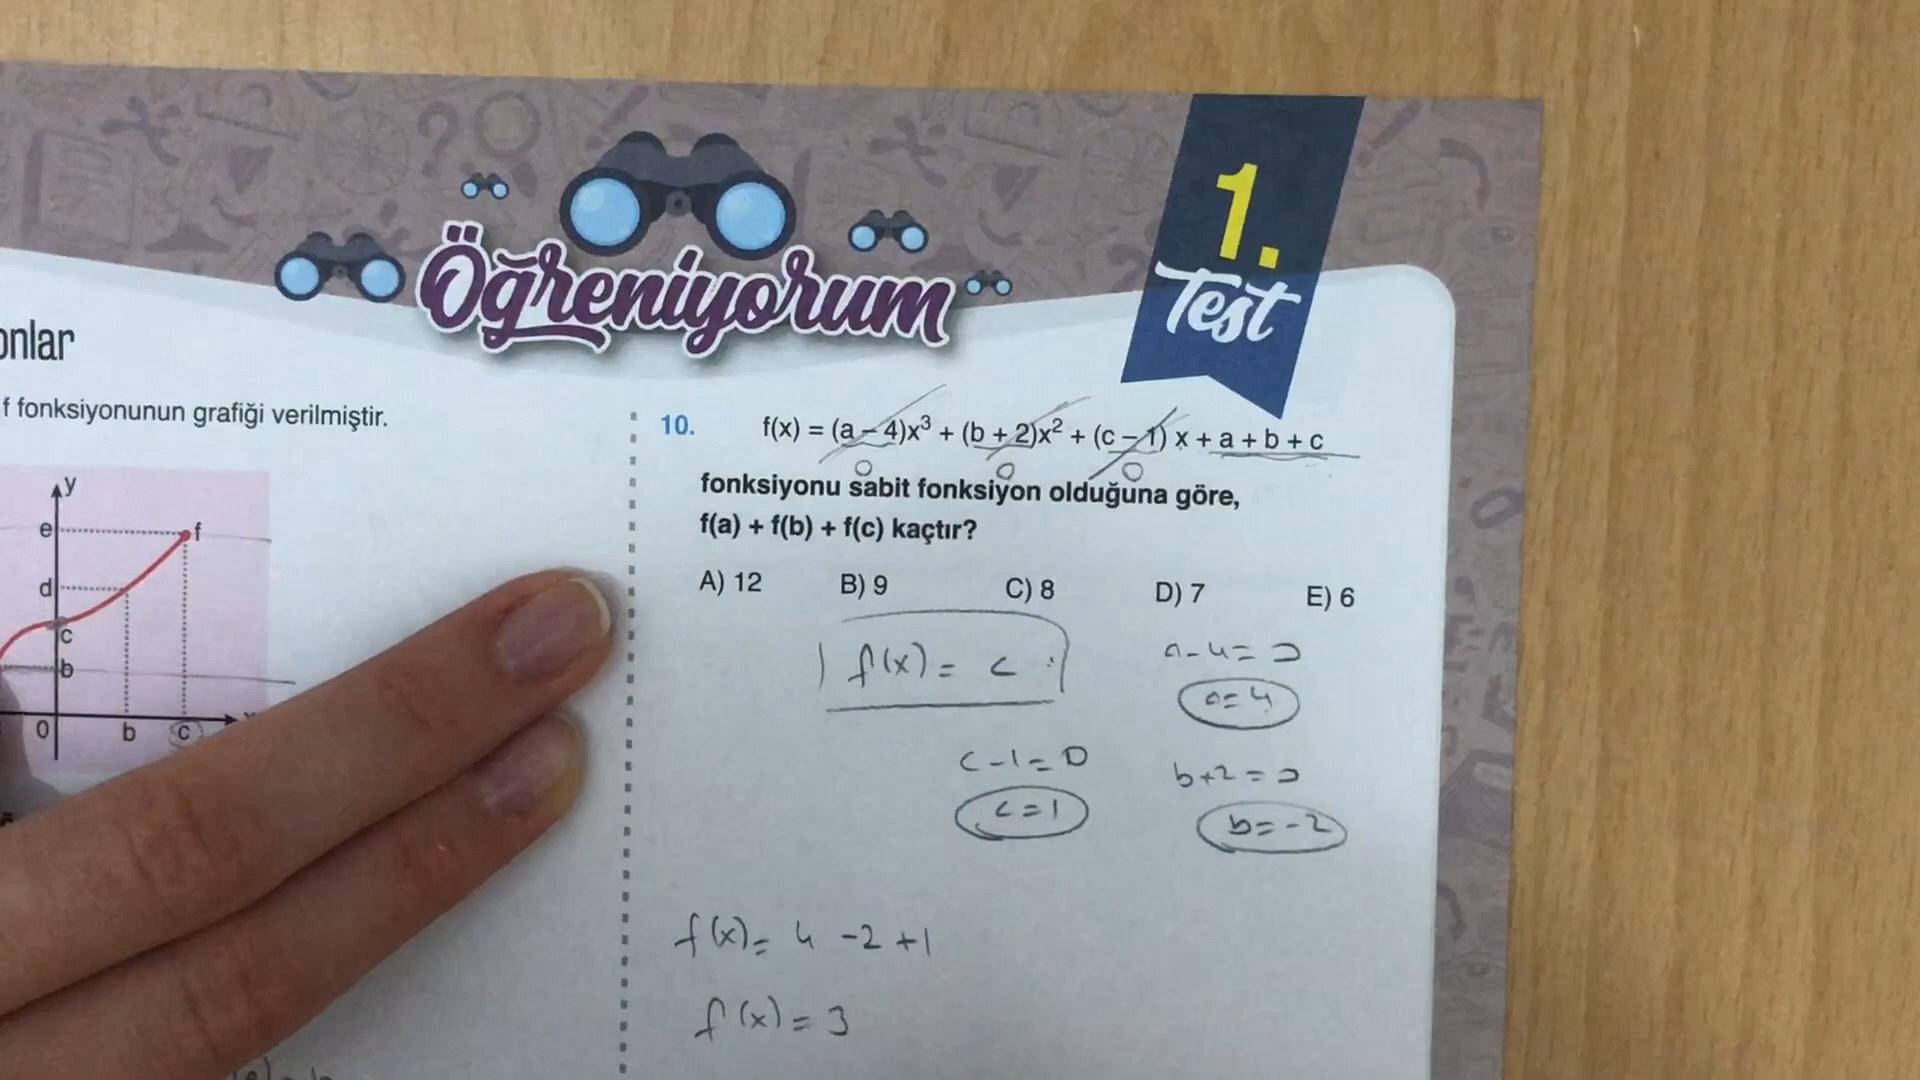 Öğreniyorum
1.
Test
onlar
f fonksiyonunun grafiği verilmiştir.
y
e
f
d
c
b
0
b
c
10. f(x) = (a – 4)x³ + (b + 2)x² + (c – 1) x + a + b + c
0 0 0
fonksiyonu sabit fonksiyon olduğuna göre,
f(a) + f(b) + f(c) kaçtır?
A) 12 B) 9 C) 8 D) 7 E) 6
f(x) = c
a-4=0
a=4
c-1=0
c=1
b+2=0
b=-2
f(x)= 4 -2 +1
f(x) = 3